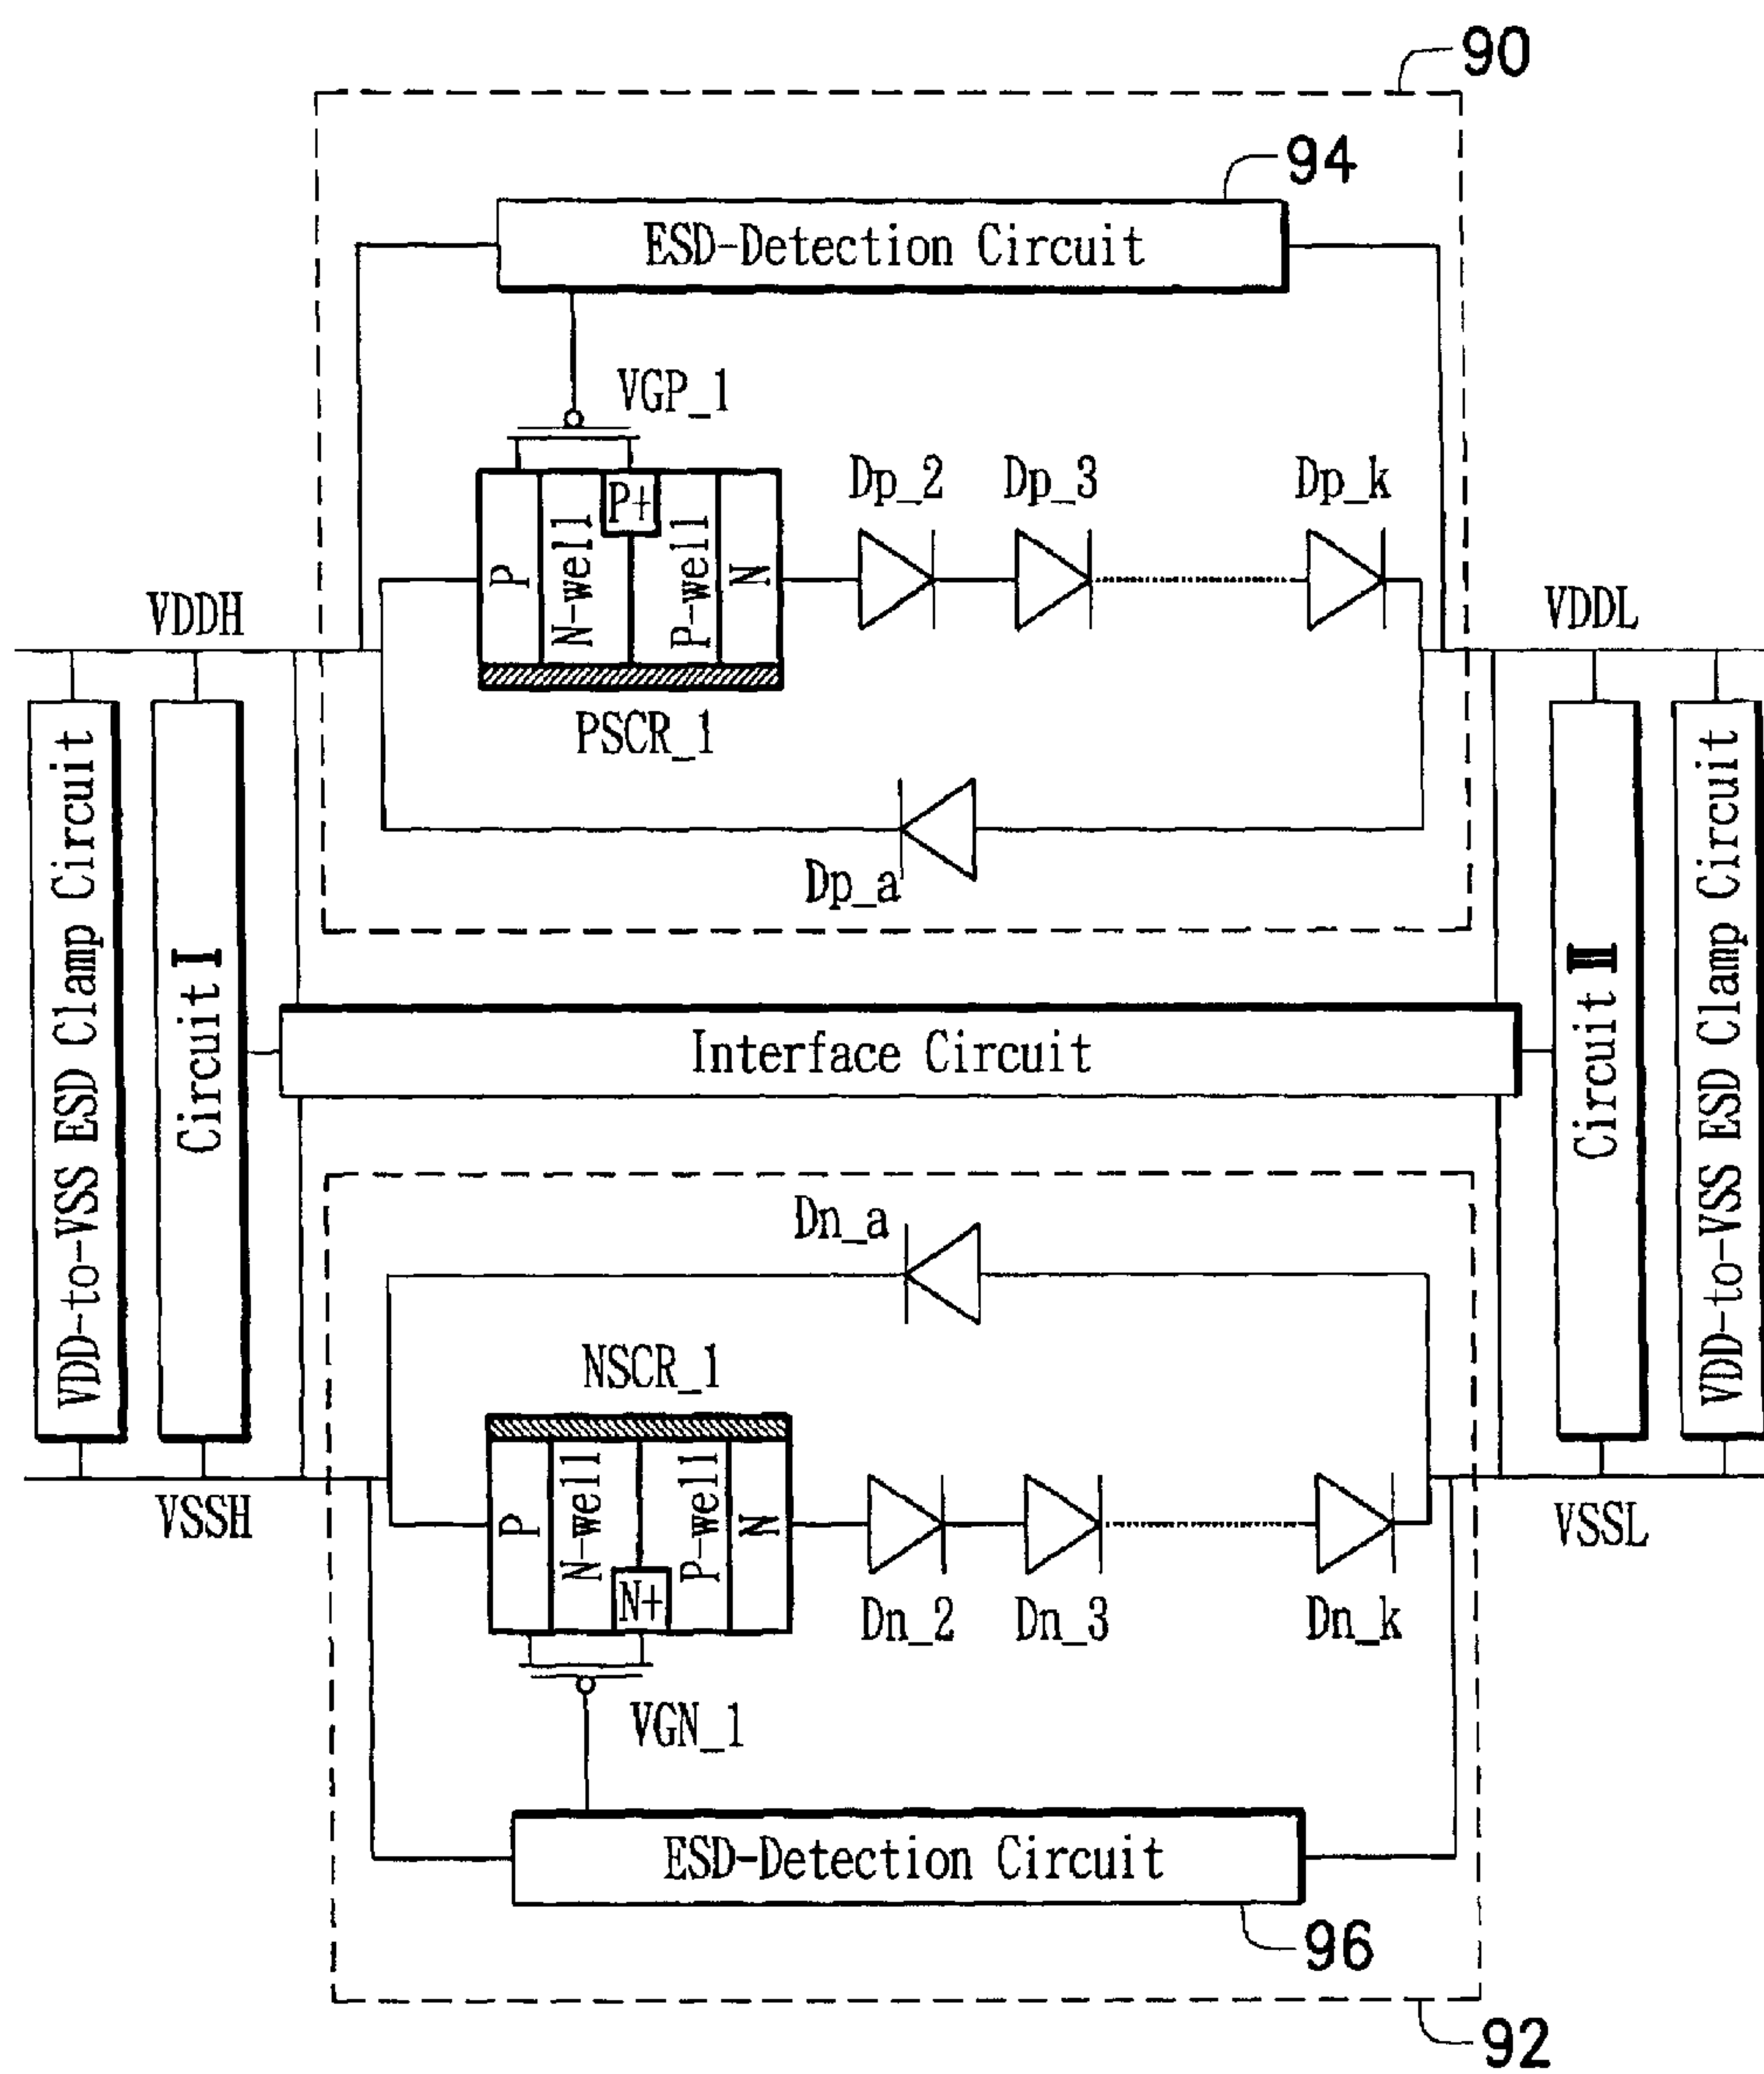 90
94
ESD-Detection Circuit
VGP_1
Dp_2
Dp_3
Dp_k
P+
P
N-well
P-well
N
VDDH
VDDL
PSCR_1
Dp_a
VDD-to-VSS ESD Clamp Circuit
Circuit I
Interface Circuit
Circuit II
VDD-to-VSS ESD Clamp Circuit
Dn_a
NSCR_1
P
N-well
P-well
N
N+
VSSH
VSSL
Dn_2
Dn_3
Dn_k
VGN_1
ESD-Detection Circuit
96
92